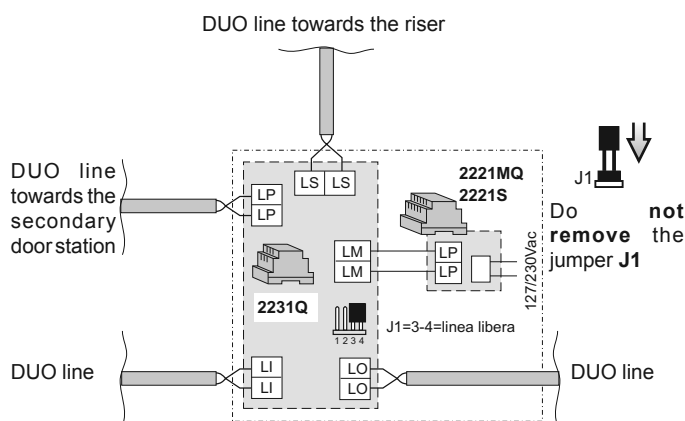 DUO line towards the riser
DUO line
towards the
secondary
door station
LS LS
LP
LP
2221MQ
2221S
J1
Do not
remove the
jumper J1
LM
LM
LP
LP
127/230Vac
2231Q
1 2 3 4
J1=3-4=linea libera
DUO line
LI
LI
LO
LO
DUO line